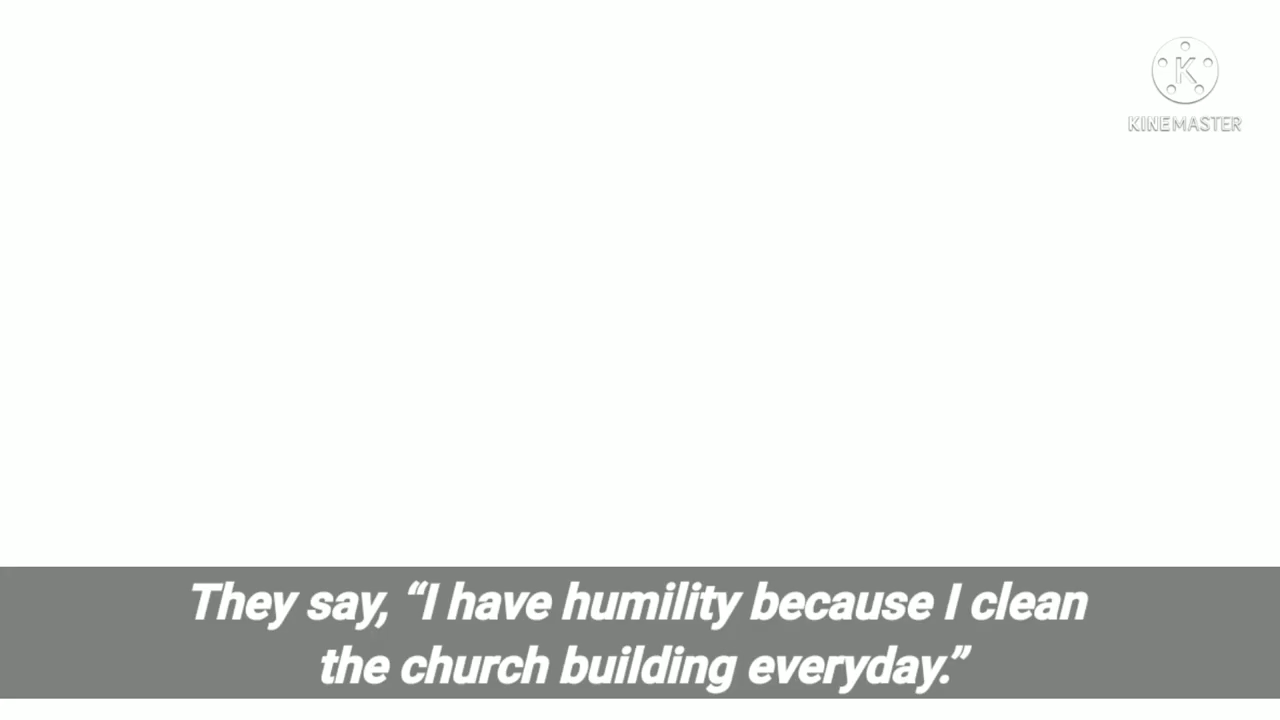 KINEMASTER
They say, “I have humility because I clean
the church building everyday.”